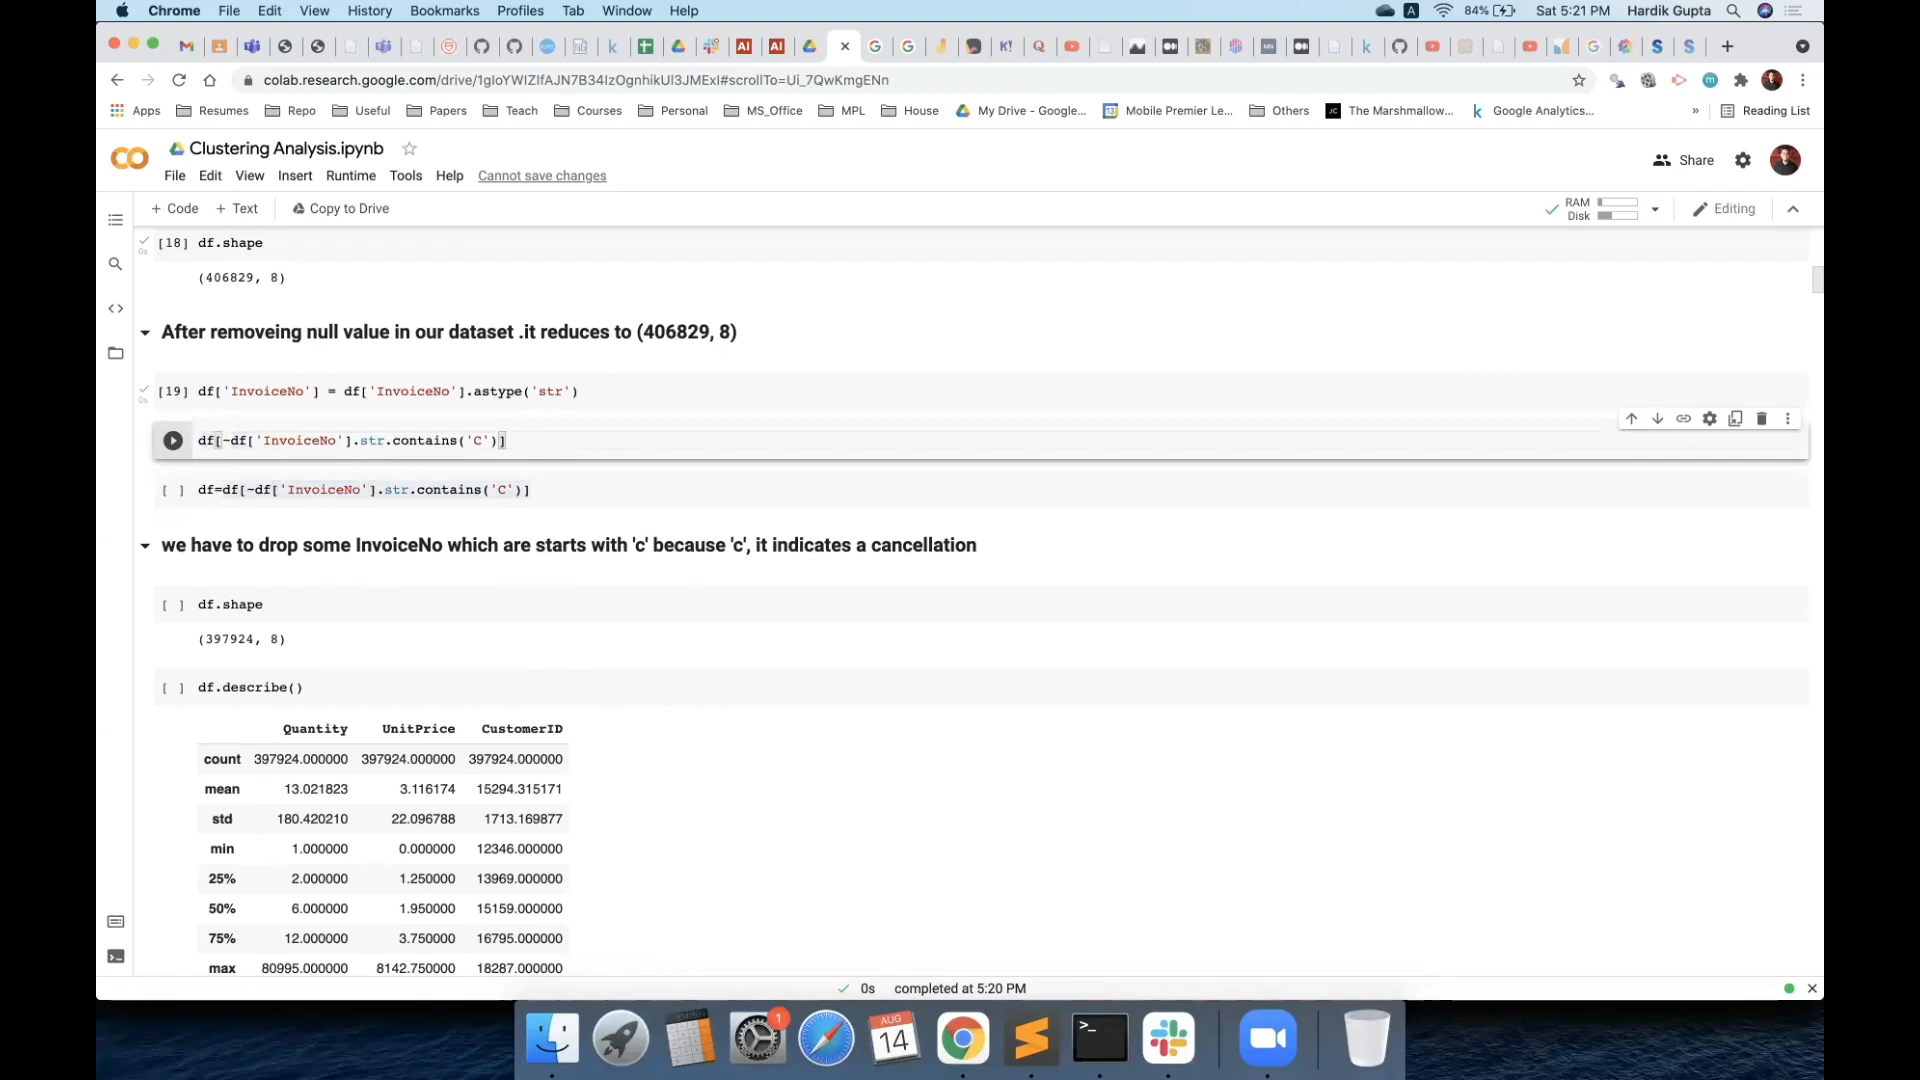 Chrome File Edit View History Bookmarks Profiles Tab Window Help A 84% Sat 5:21 PM Hardik Gupta
colab.research.google.com/drive/1gIoYWIZIfAJN7B34IzOgnhikUl3JMExI#scrollTo=Ui_7QwKmgENn
Apps Resumes Repo Useful Papers Teach Courses Personal MS_Office MPL House My Drive - Google... Mobile Premier Le... Others The Marshmallow... Google Analytics... » Reading List
Clustering Analysis.ipynb
File Edit View Insert Runtime Tools Help Cannot save changes
Share
+ Code + Text Copy to Drive
RAM
Disk
Editing
[18] df.shape
0s
(406829, 8)
After removeing null value in our dataset .it reduces to (406829, 8)
[19] df['InvoiceNo'] = df['InvoiceNo'].astype('str')
0s
df[~df['InvoiceNo'].str.contains('C')]
[ ] df=df[~df['InvoiceNo'].str.contains('C')]
we have to drop some InvoiceNo which are starts with 'c' because 'c', it indicates a cancellation
[ ] df.shape
(397924, 8)
[ ] df.describe()
Quantity UnitPrice CustomerID
count 397924.000000 397924.000000 397924.000000
mean 13.021823 3.116174 15294.315171
std 180.420210 22.096788 1713.169877
min 1.000000 0.000000 12346.000000
25% 2.000000 1.250000 13969.000000
50% 6.000000 1.950000 15159.000000
75% 12.000000 3.750000 16795.000000
max 80995.000000 8142.750000 18287.000000
0s completed at 5:20 PM
1
AUG
14